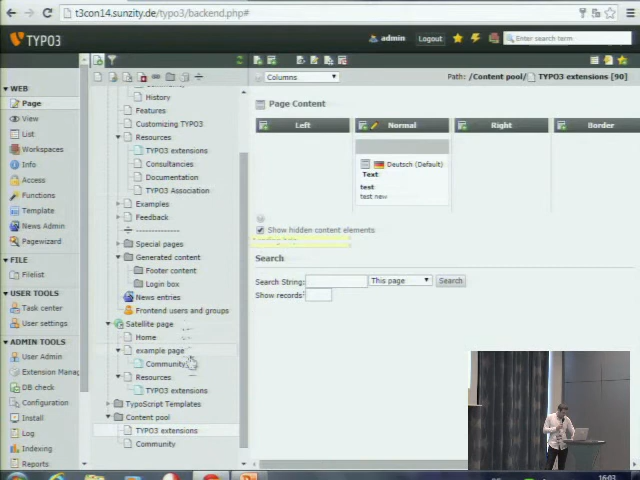 t3con14.sunzity.de/typo3/backend.php#
TYPO3
admin
Logout
Enter search term
WEB
Page
View
List
Workspaces
Info
Access
Functions
Template
News Admin
Pagewizard
FILE
Filelist
USER TOOLS
Task center
User settings
ADMIN TOOLS
User Admin
Extension Manag
DB check
Configuration
Install
Log
Indexing
Reports
History
Features
Customizing TYPO3
Resources
TYPO3 extensions
Consultancies
Documentation
TYPO3 Association
Examples
Feedback
--------------
Special pages
Generated content
Footer content
Login box
News entries
Frontend users and groups
Satellite page
Home
example page
Community
Resources
TYPO3 extensions
TypoScript Templates
Content pool
TYPO3 extensions
Community
Columns
Path: /Content pool/ TYPO3 extensions [90]
Page Content
Left
Normal
Right
Border
Deutsch (Default)
Text
test
test new
Show hidden content elements
Search
Search String:
This page
Search
Show records:
16:03